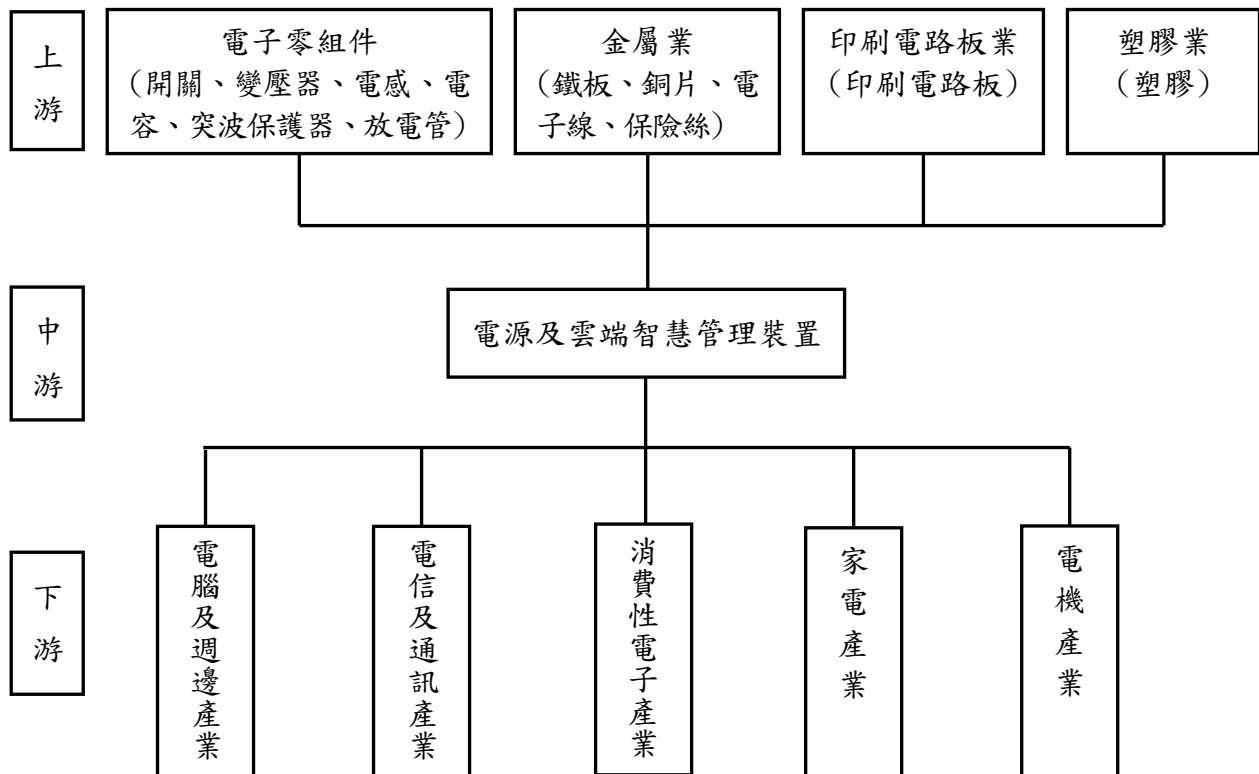 上游
電子零組件
（開關、變壓器、電感、電
容、突波保護器、放電管）
金屬業
（鐵板、銅片、電
子線、保險絲）
印刷電路板業
（印刷電路板）
塑膠業
（塑膠）
中游
電源及雲端智慧管理裝置
下游
電腦及週邊產業
電信及通訊產業
消費性電子產業
家電產業
電機產業